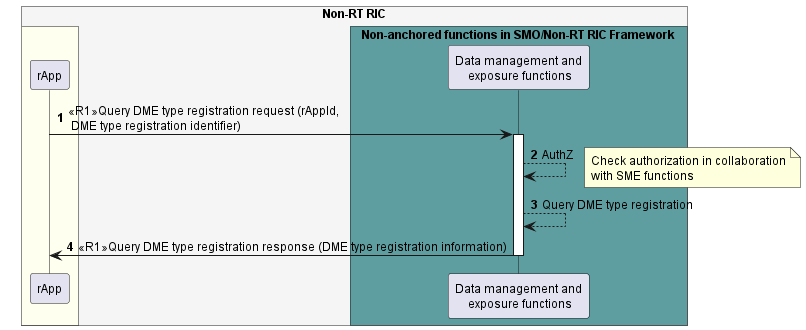 Non-RT RIC
Non-anchored functions in SMO/Non-RT RIC Framework
rApp
Data management and
exposure functions
1 «R1»Query DME type registration request (rAppId,
DME type registration identifier)
2 AuthZ
Check authorization in collaboration
with SME functions
3 Query DME type registration
4 «R1»Query DME type registration response (DME type registration information)
rApp
Data management and
exposure functions